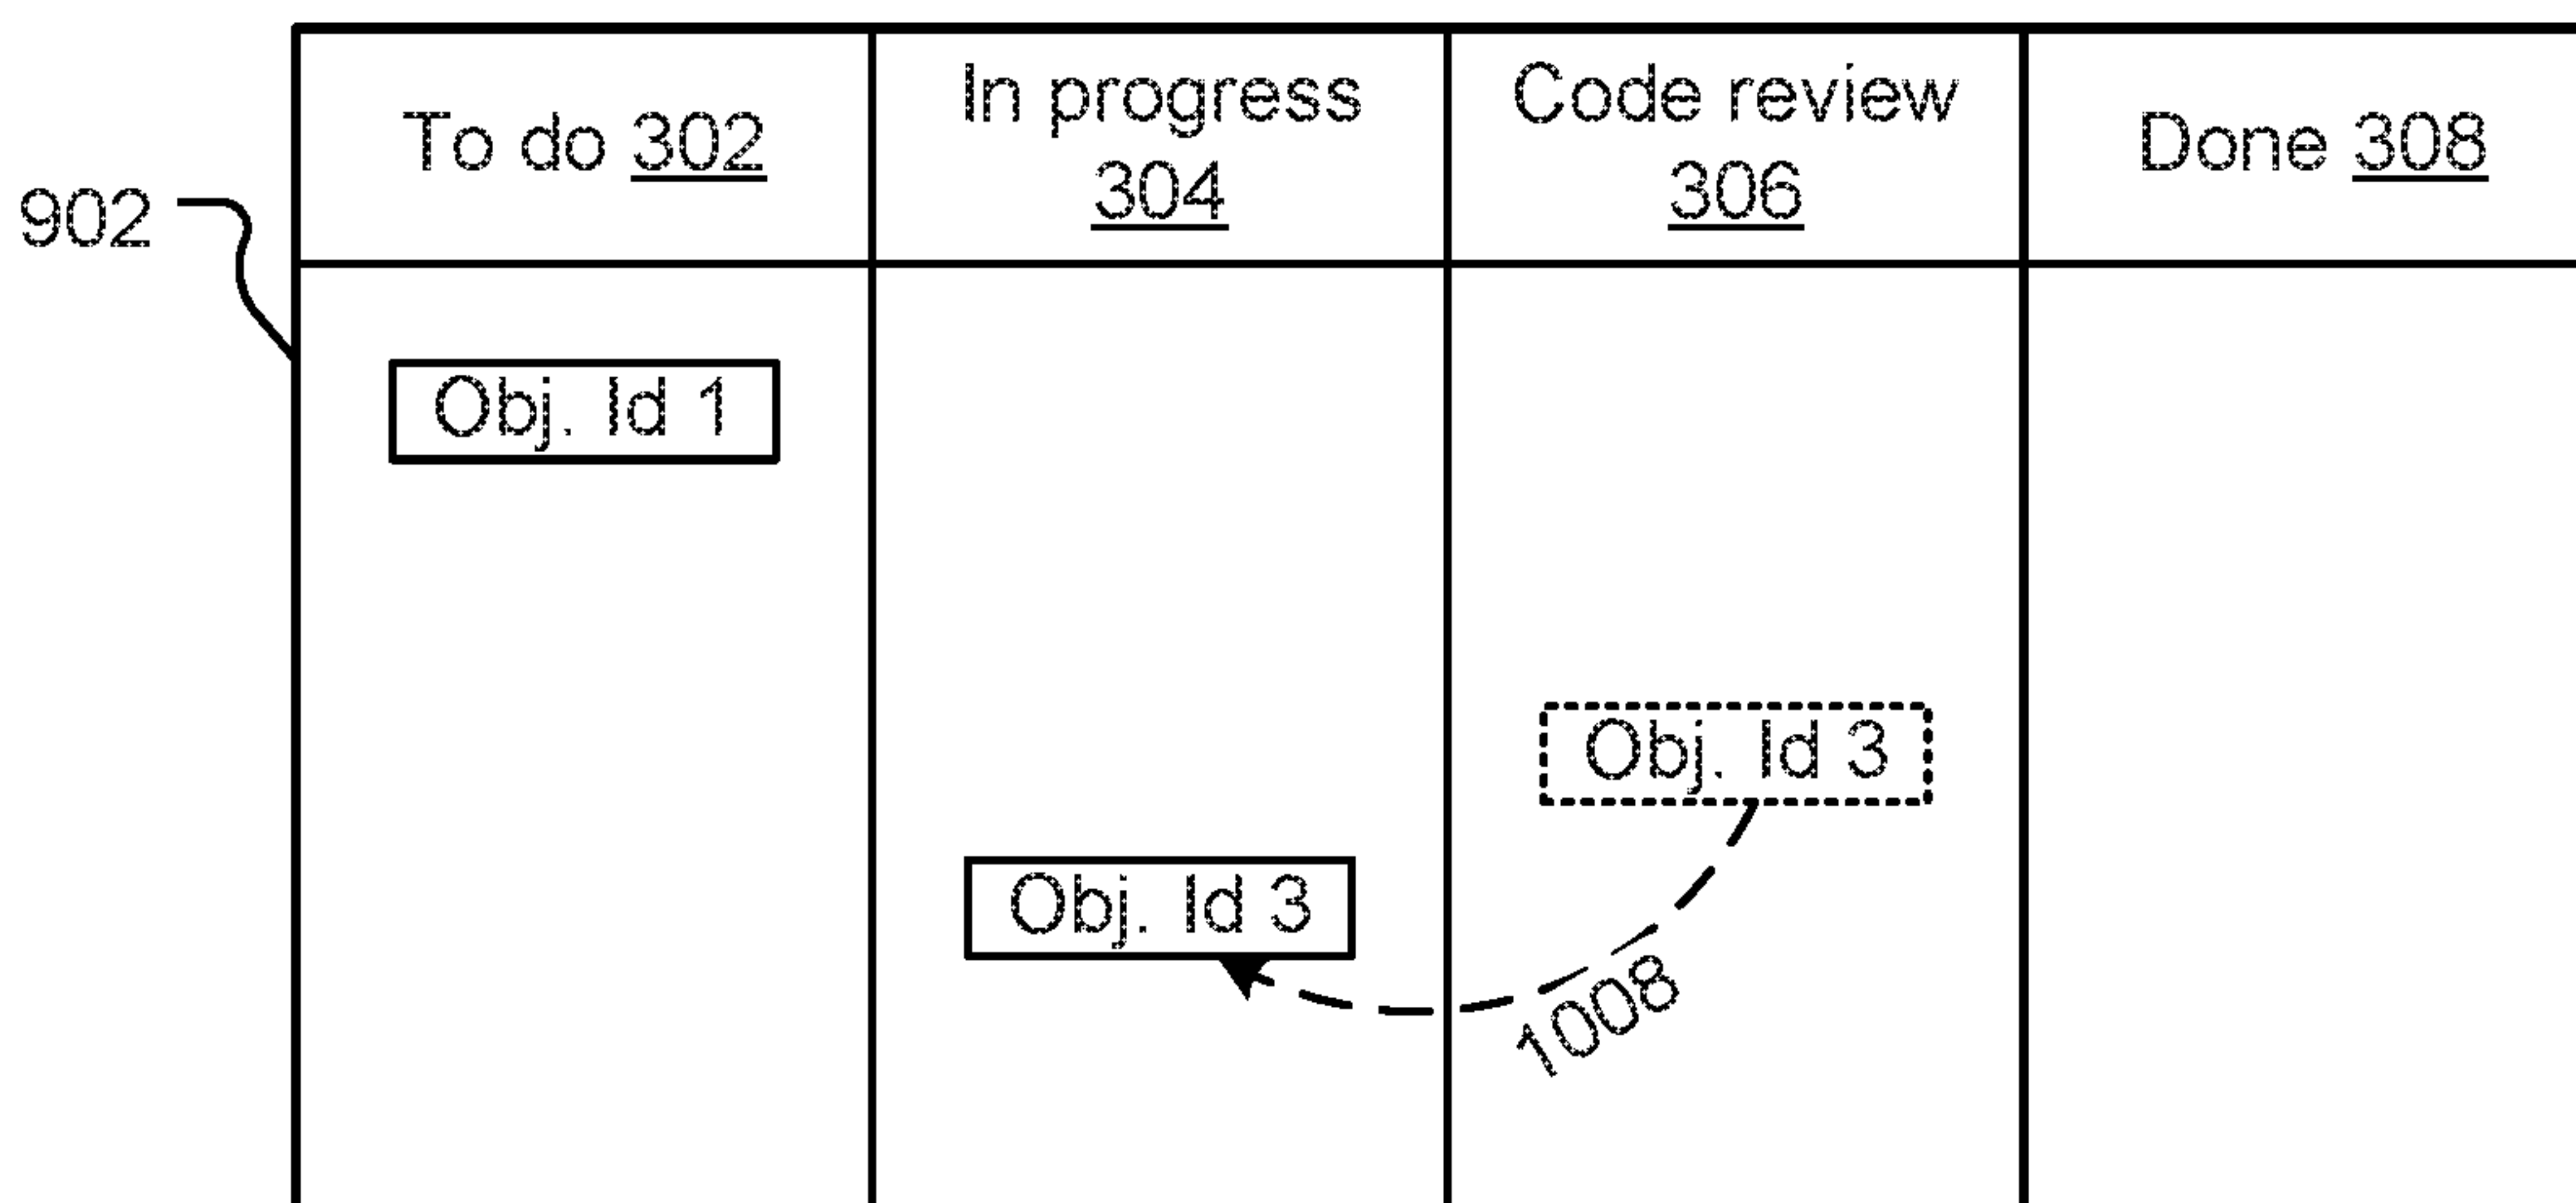 To do 302
In progress
304
Code review
306
Done 308
902
Obj. Id 1
Obj. Id 3
Obj. Id 3
1008